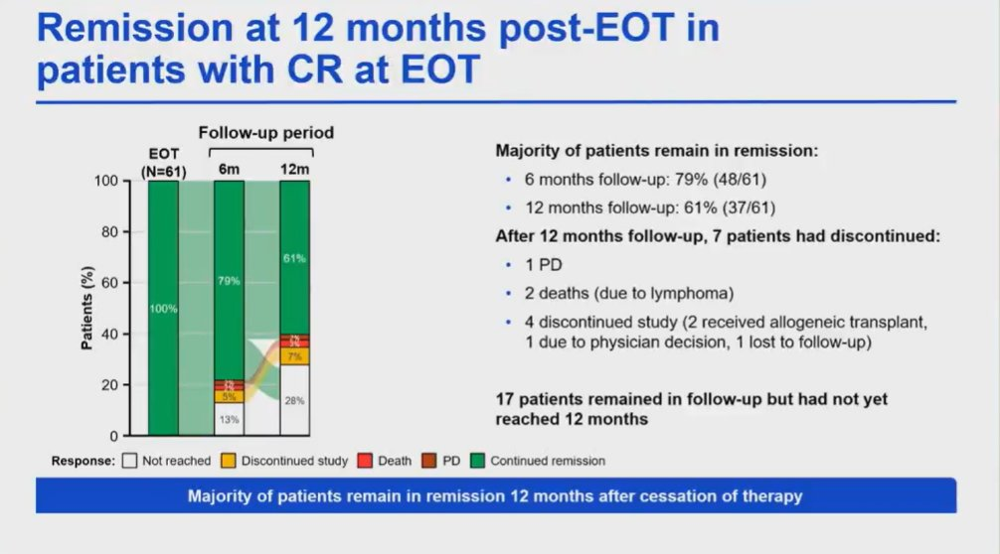 Remission at 12 months post-EOT in
patients with CR at EOT
Follow-up period
EOT
(N=61)
6m
12m
100
80
60
40
20
0
Patients (%)
100%
79%
5%
13%
61%
7%
28%
Majority of patients remain in remission:
• 6 months follow-up: 79% (48/61)
• 12 months follow-up: 61% (37/61)
After 12 months follow-up, 7 patients had discontinued:
• 1 PD
• 2 deaths (due to lymphoma)
• 4 discontinued study (2 received allogeneic transplant,
1 due to physician decision, 1 lost to follow-up)
17 patients remained in follow-up but had not yet
reached 12 months
Response: Not reached Discontinued study Death PD Continued remission
Majority of patients remain in remission 12 months after cessation of therapy